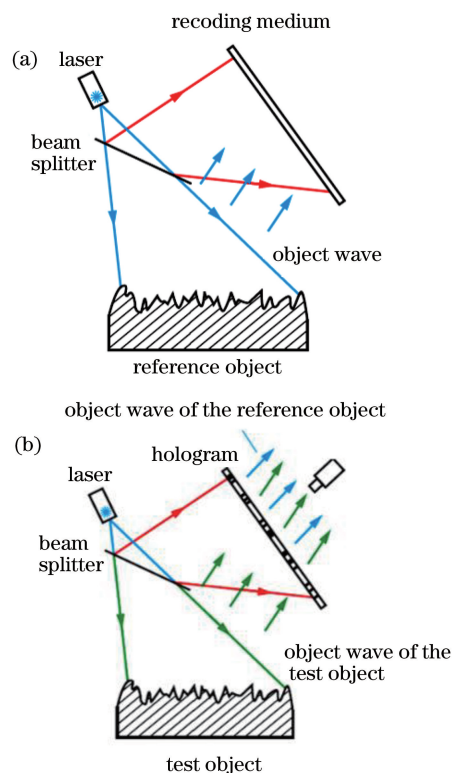 recoding medium
(a)
laser
beam
splitter
object wave
reference object
object wave of the reference object
(b)
hologram
laser
beam
splitter
object wave of the
test object
test object